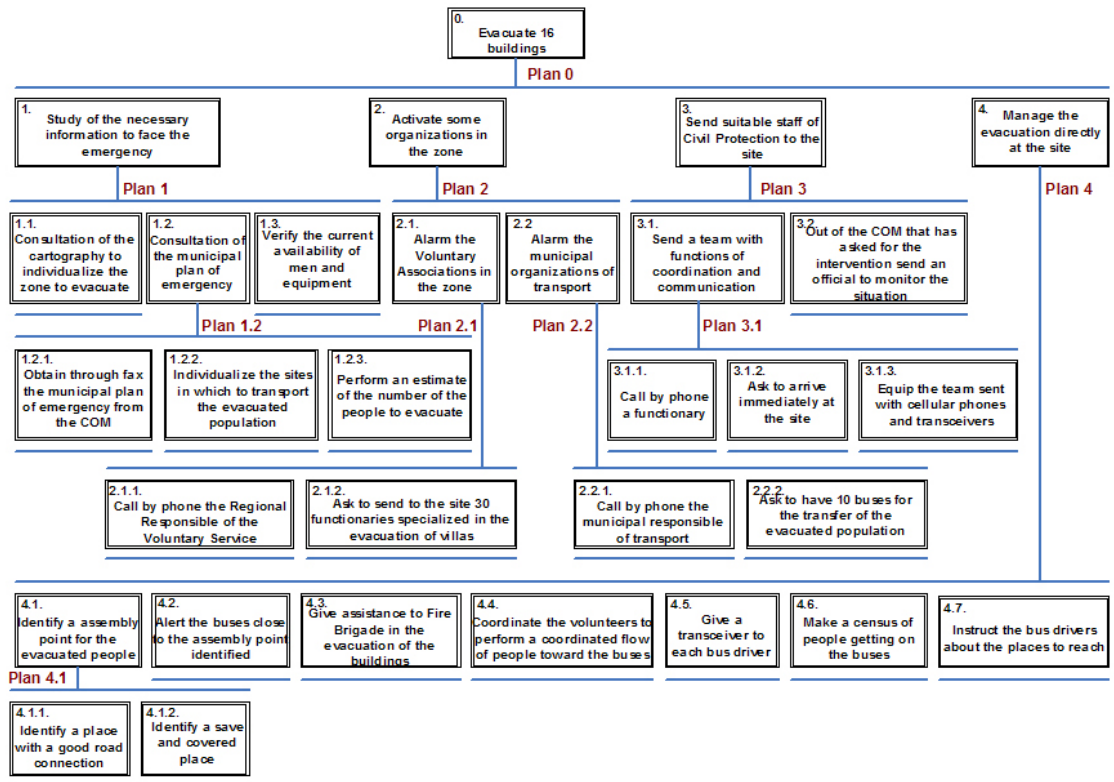 0.
Evacuate 16
buildings
Plan 0
1.
Study of the necessary
information to face the
emergency
2.
Activate some
organizations in
the zone
3.
Send suitable staff of
Civil Protection to the
site
4.
Manage the
evacuation directly
at the site
Plan 1
Plan 2
Plan 3
Plan 4
1.1.
Consultation of the
cartography to
individualize the
zone to evacuate
1.2.
Consultation of
the municipal
plan of
emergency
1.3.
Verify the current
availability of
men and
equipment
2.1.
Alarm the
Voluntary
Associations in
the zone
2.2
Alarm the
municipal
organizations of
transport
3.1.
Send a team with
functions of
coordination and
communication
3.2.
Out of the COM that has
asked for the
intervention send an
official to monitor the
situation
Plan 1.2
Plan 2.1
Plan 2.2
Plan 3.1
1.2.1.
Obtain through fax
the municipal plan
of emergency from
the COM
1.2.2.
Individualize the sites
in which to transport
the evacuated
population
1.2.3.
Perform an estimate
of the number of the
people to evacuate
3.1.1.
Call by phone
a functionary
3.1.2.
Ask to arrive
immediately at
the site
3.1.3.
Equip the team sent
with cellular phones
and transceivers
2.1.1.
Call by phone the Regional
Responsible of the
Voluntary Service
2.1.2.
Ask to send to the site 30
functionaries specialized in the
evacuation of villas
2.2.1.
Call by phone the
municipal responsible
of transport
2.2.2.
Ask to have 10 buses for
the transfer of the
evacuated population
4.1.
Identify a assembly
point for the
evacuated people
4.2.
Alert the buses close
to the assembly point
identified
4.3.
Give assistance to Fire
Brigade in the
evacuation of the
buildings
4.4.
Coordinate the volunteers to
perform a coordinated flow
of people toward the buses
4.5.
Give a
transceiver to
each bus driver
4.6.
Make a census of
people getting on
the buses
4.7.
Instruct the bus drivers
about the places to reach
Plan 4.1
4.1.1.
Identify a place
with a good road
connection
4.1.2.
Identify a save
and covered
place